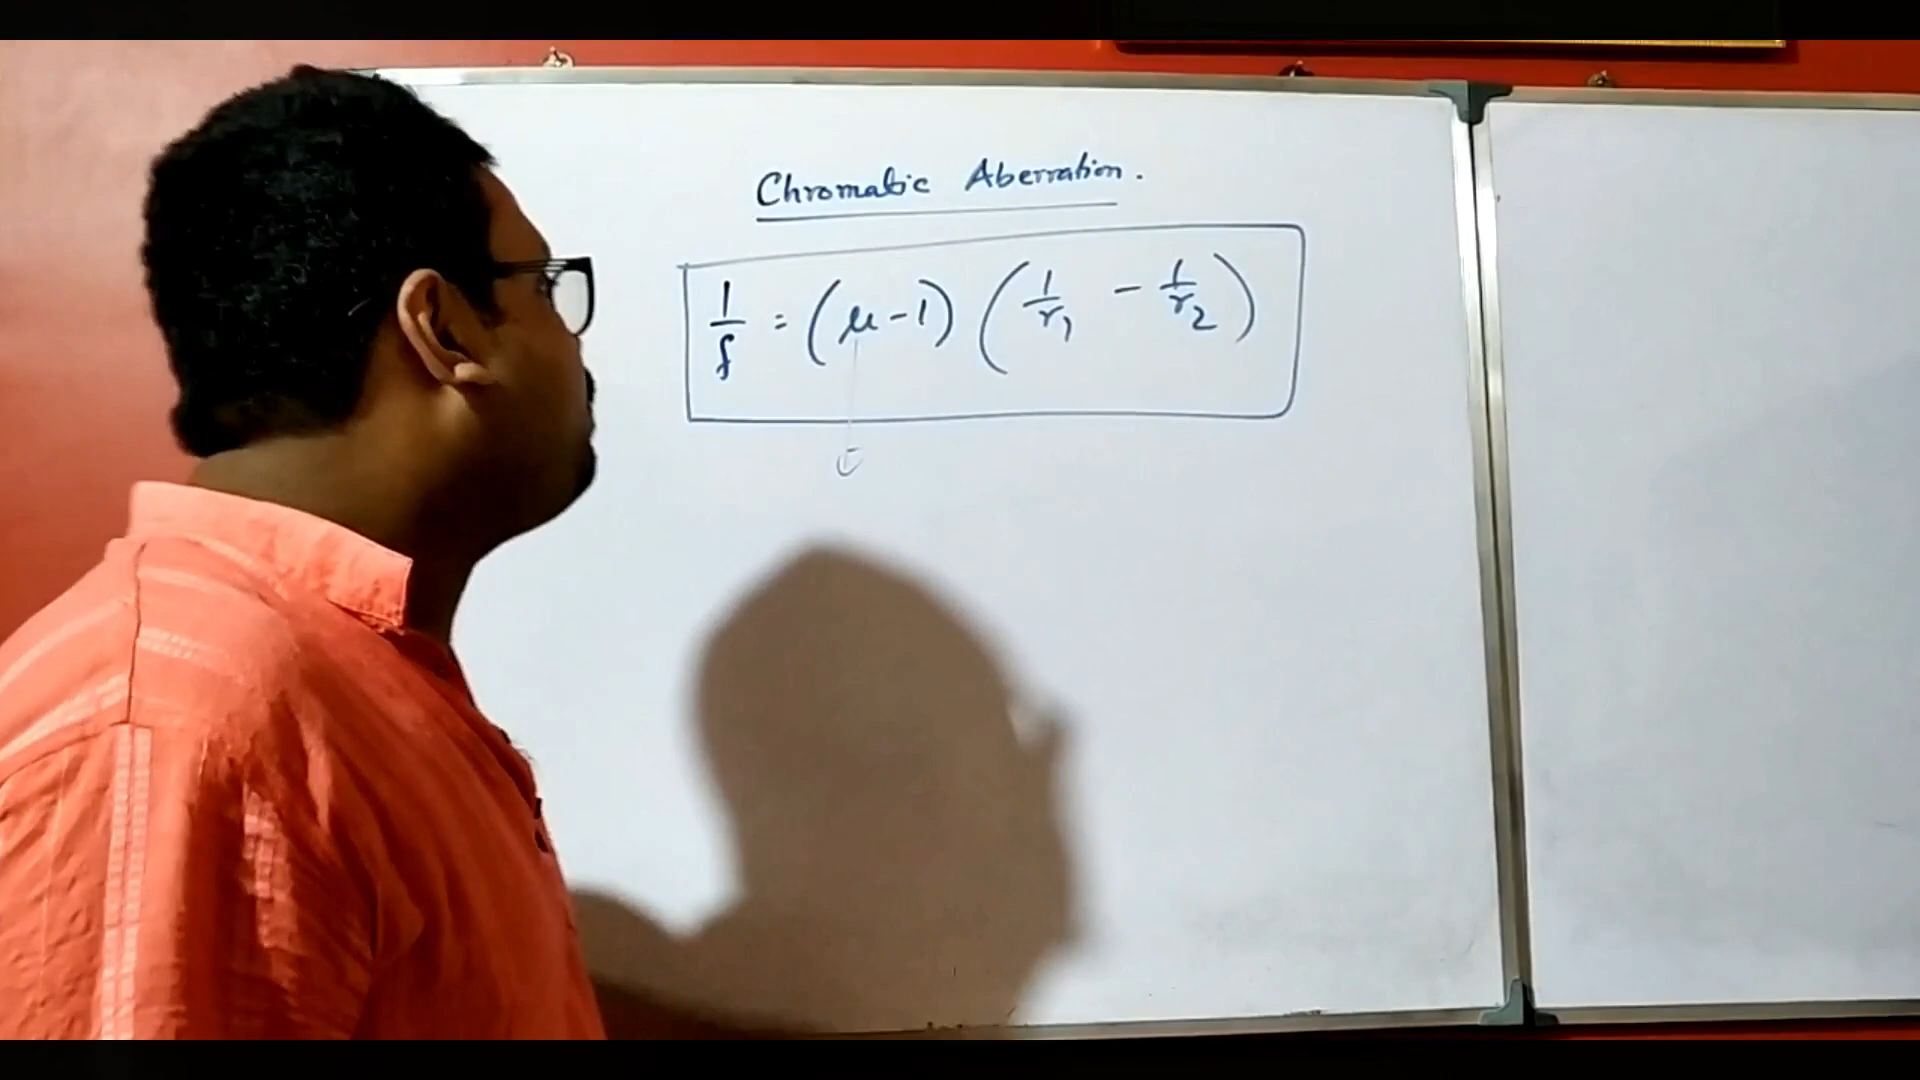 Chromatic Aberration.
1/f = (μ-1) (1/r₁ - 1/r₂)